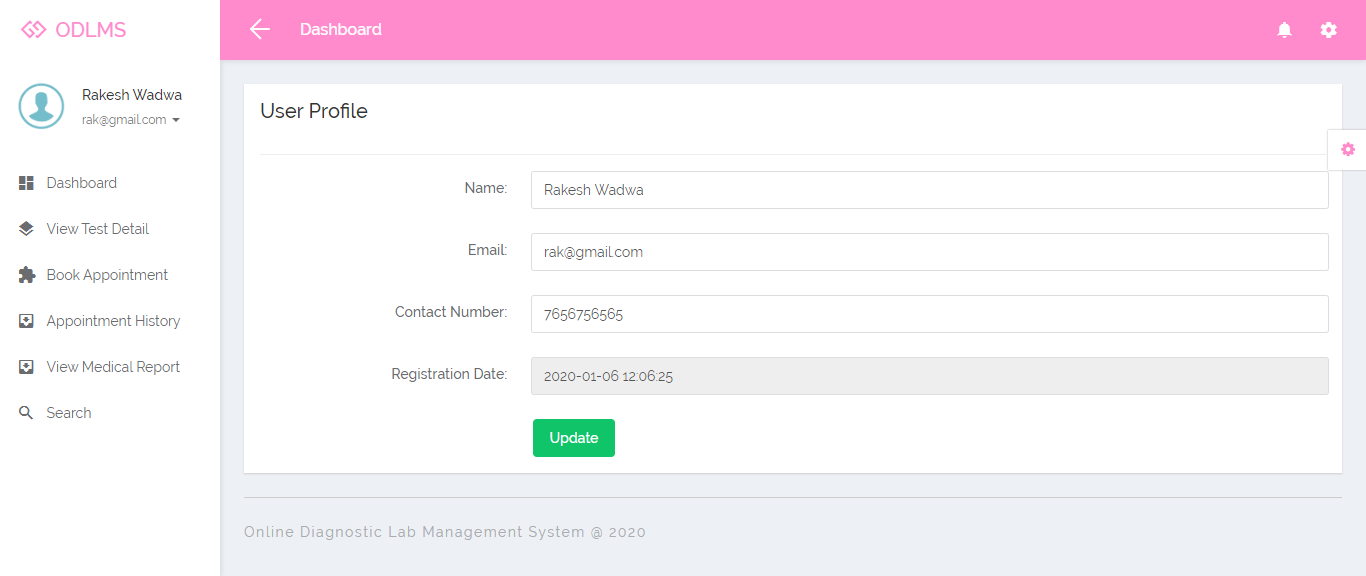 ODLMS
Dashboard
Rakesh Wadwa
rak@gmail.com
Dashboard
View Test Detail
Book Appointment
Appointment History
View Medical Report
Search
User Profile
Name: Rakesh Wadwa
Email: rak@gmail.com
Contact Number: 7656756565
Registration Date: 2020-01-06 12:06:25
Update
Online Diagnostic Lab Management System @ 2020